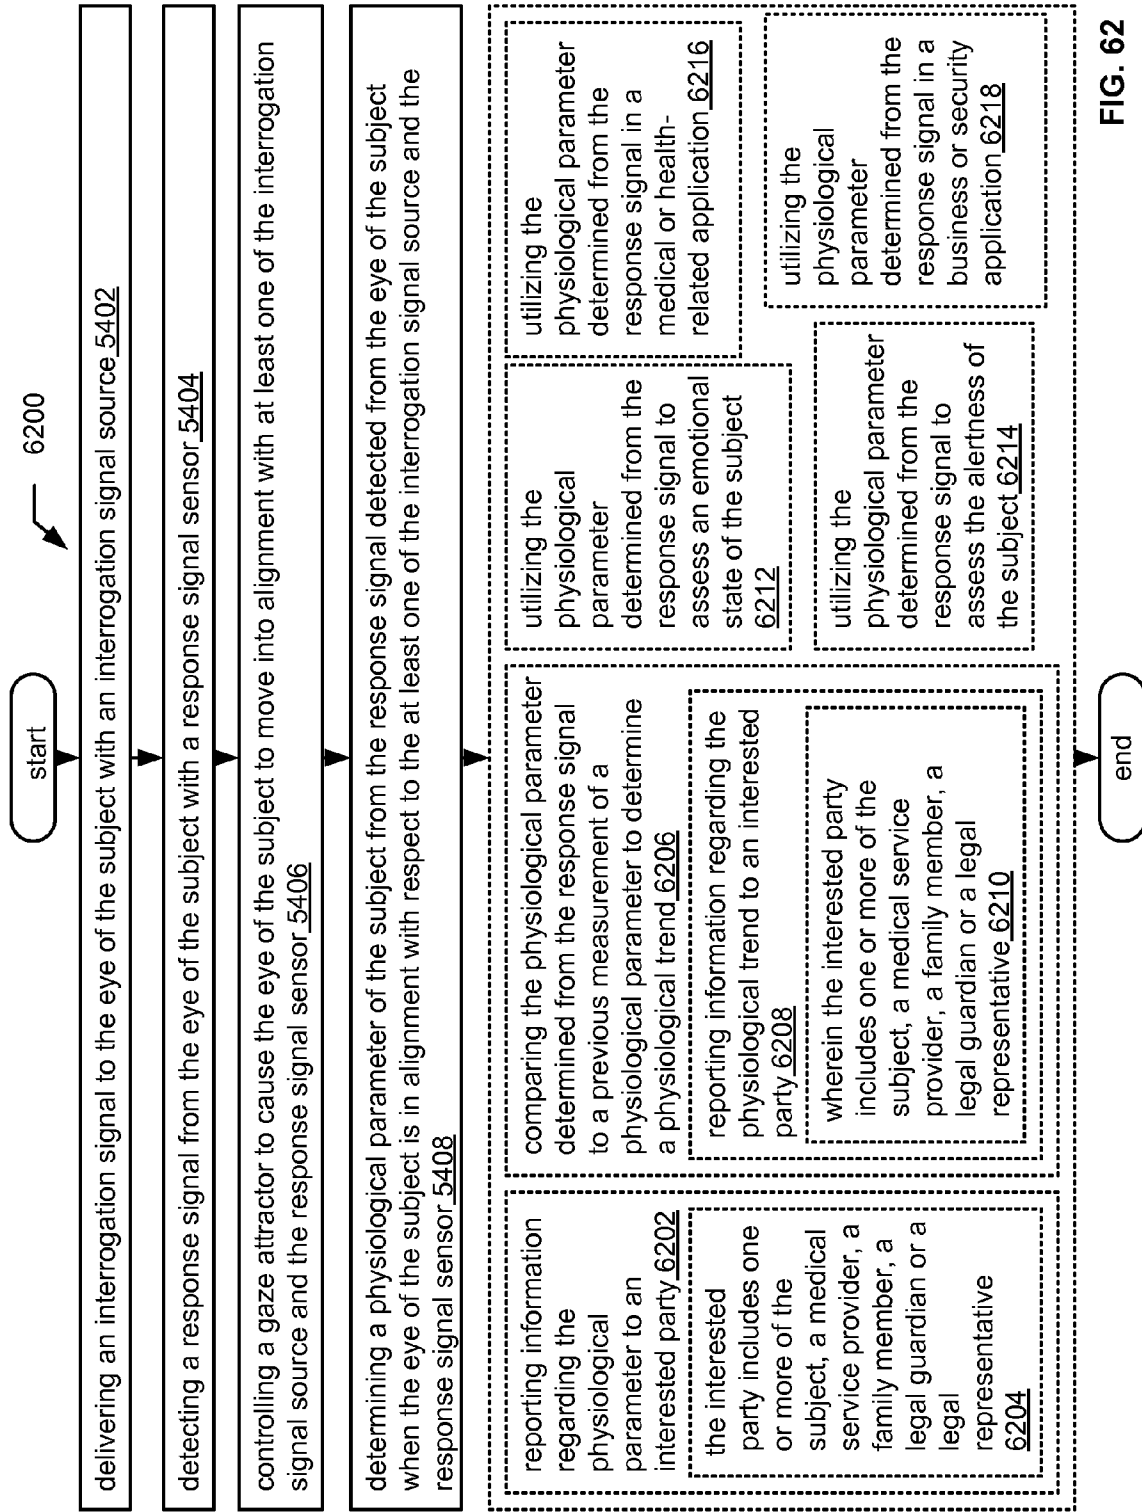 6200
start
delivering an interrogation signal to the eye of the subject with an interrogation signal source 5402
detecting a response signal from the eye of the subject with a response signal sensor 5404
controlling a gaze attractor to cause the eye of the subject to move into alignment with at least one of the interrogation
signal source and the response signal sensor 5406
determining a physiological parameter of the subject from the response signal detected from the eye of the subject
when the eye of the subject is in alignment with respect to the at least one of the interrogation signal source and the
response signal sensor 5408
reporting information
regarding the
physiological
parameter to an
interested party 6202
the interested
party includes one
or more of the
subject, a medical
service provider, a
family member, a
legal guardian or a
legal
representative
6204
comparing the physiological parameter
determined from the response signal
to a previous measurement of a
physiological parameter to determine
a physiological trend 6206
reporting information regarding the
physiological trend to an interested
party 6208
wherein the interested party
includes one or more of the
subject, a medical service
provider, a family member, a
legal guardian or a legal
representative 6210
utilizing the
physiological
parameter
determined from the
response signal to
assess an emotional
state of the subject
6212
utilizing the
physiological parameter
determined from the
response signal to
assess the alertness of
the subject 6214
utilizing the
physiological parameter
determined from the
response signal in a
medical or health-
related application 6216
utilizing the
physiological
parameter
determined from the
response signal in a
business or security
application 6218
end
FIG. 62